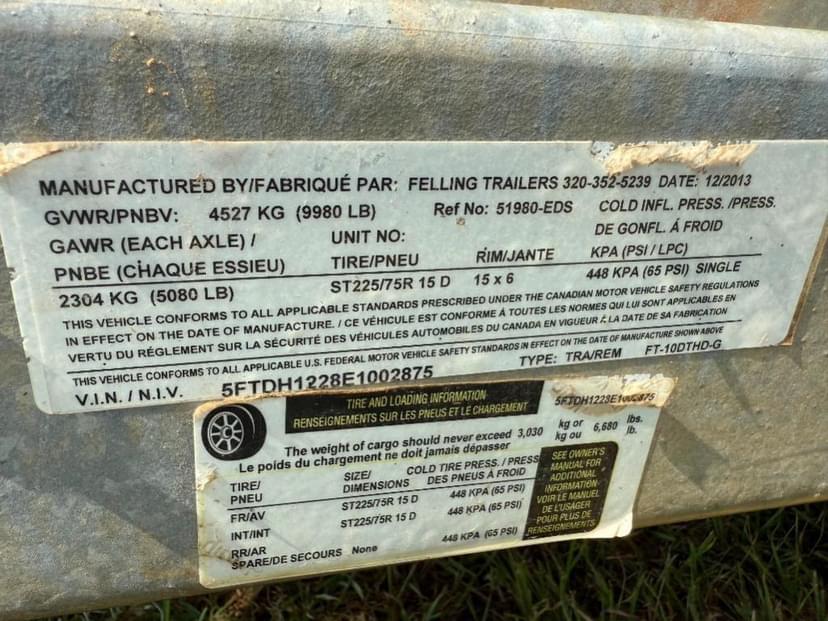 MANUFACTURED BY/FABRIQUÉ PAR: FELLING TRAILERS 320-352-5239 DATE: 12/2013
GVWR/PNBV: 4527 KG (9980 LB) Ref No: 51980-EDS COLD INFL. PRESS. /PRESS.
DE GONFL. Á FROID
GAWR (EACH AXLE) / UNIT NO:
PNBE (CHAQUE ESSIEU) TIRE/PNEU RIM/JANTE KPA (PSI / LPC)
2304 KG (5080 LB) ST225/75R 15 D 15 x 6 448 KPA (65 PSI) SINGLE
THIS VEHICLE CONFORMS TO ALL APPLICABLE STANDARDS PRESCRIBED UNDER THE CANADIAN MOTOR VEHICLE SAFETY REGULATIONS
IN EFFECT ON THE DATE OF MANUFACTURE. / CE VÉHICULE EST CONFORME Á TOUTES LES NORMES QUI LUI SONT APPLICABLES EN
VERTU DU RÉGLEMENT SUR LA SÉCURITÉ DES VÉHICULES AUTOMOBILES DU CANADA EN VIGUEUR Á LA DATE DE SA FABRICATION
THIS VEHICLE CONFORMS TO ALL APPLICABLE U.S. FEDERAL MOTOR VEHICLE SAFETY STANDARDS IN EFFECT ON THE DATE OF MANUFACTURE SHOWN ABOVE
V.I.N. / N.I.V. 5FTDH1228E1002875 TYPE: TRA/REM FT-10DTHD-G
TIRE AND LOADING INFORMATION
RENSEIGNEMENTS SUR LES PNEUS ET LE CHARGEMENT
5FTDH1228E1002875
The weight of cargo should never exceed 3,030 kg or 6,680 lbs.
Le poids du chargement ne doit jamais dépasser kg ou lb.
TIRE/ SIZE/ COLD TIRE PRESS. / PRESS
PNEU DIMENSIONS DES PNEUS À FROID
FR/AV ST225/75R 15 D 448 KPA (65 PSI)
INT/INT ST225/75R 15 D 448 KPA (65 PSI)
RR/AR
SPARE/DE SECOURS None 448 KPA (65 PSI)
SEE OWNER'S
MANUAL FOR
ADDITIONAL
INFORMATION
VOIR LE MANUEL
DE L'USAGER
POUR PLUS DE
RENSEIGNEMENTS